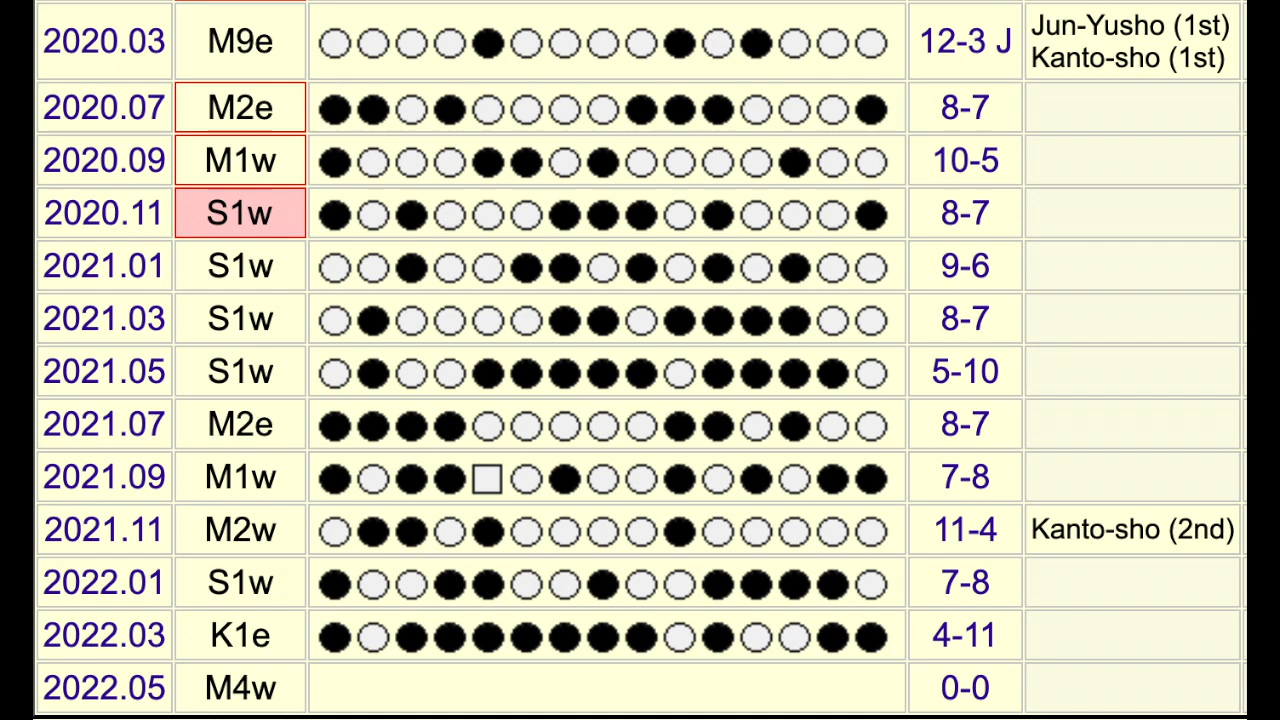 2020.03 M9e 12-3 J Jun-Yusho (1st)
Kanto-sho (1st)
2020.07 M2e 8-7
2020.09 M1w 10-5
2020.11 S1w 8-7
2021.01 S1w 9-6
2021.03 S1w 8-7
2021.05 S1w 5-10
2021.07 M2e 8-7
2021.09 M1w 7-8
2021.11 M2w 11-4 Kanto-sho (2nd)
2022.01 S1w 7-8
2022.03 K1e 4-11
2022.05 M4w 0-0